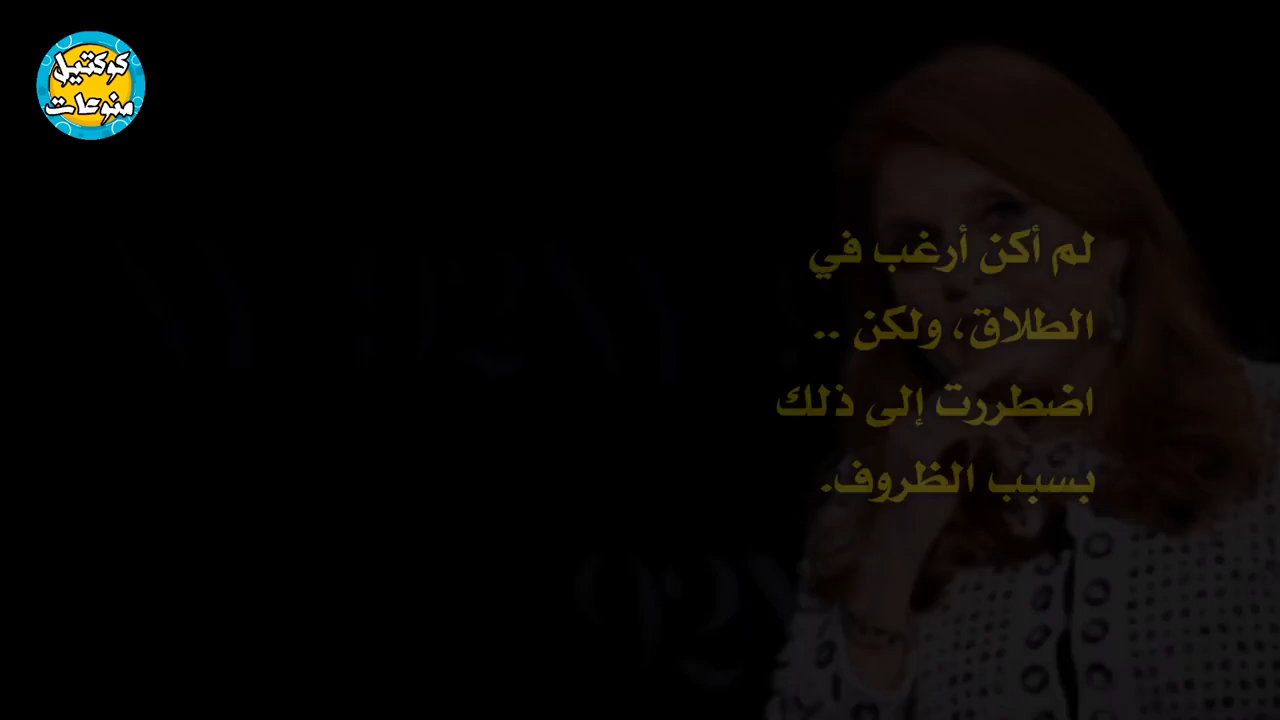 كوكتيل
منوعات
لم أكن أرغب في
الطلاق، ولكن ..
اضطررت إلى ذلك
بسبب الظروف.